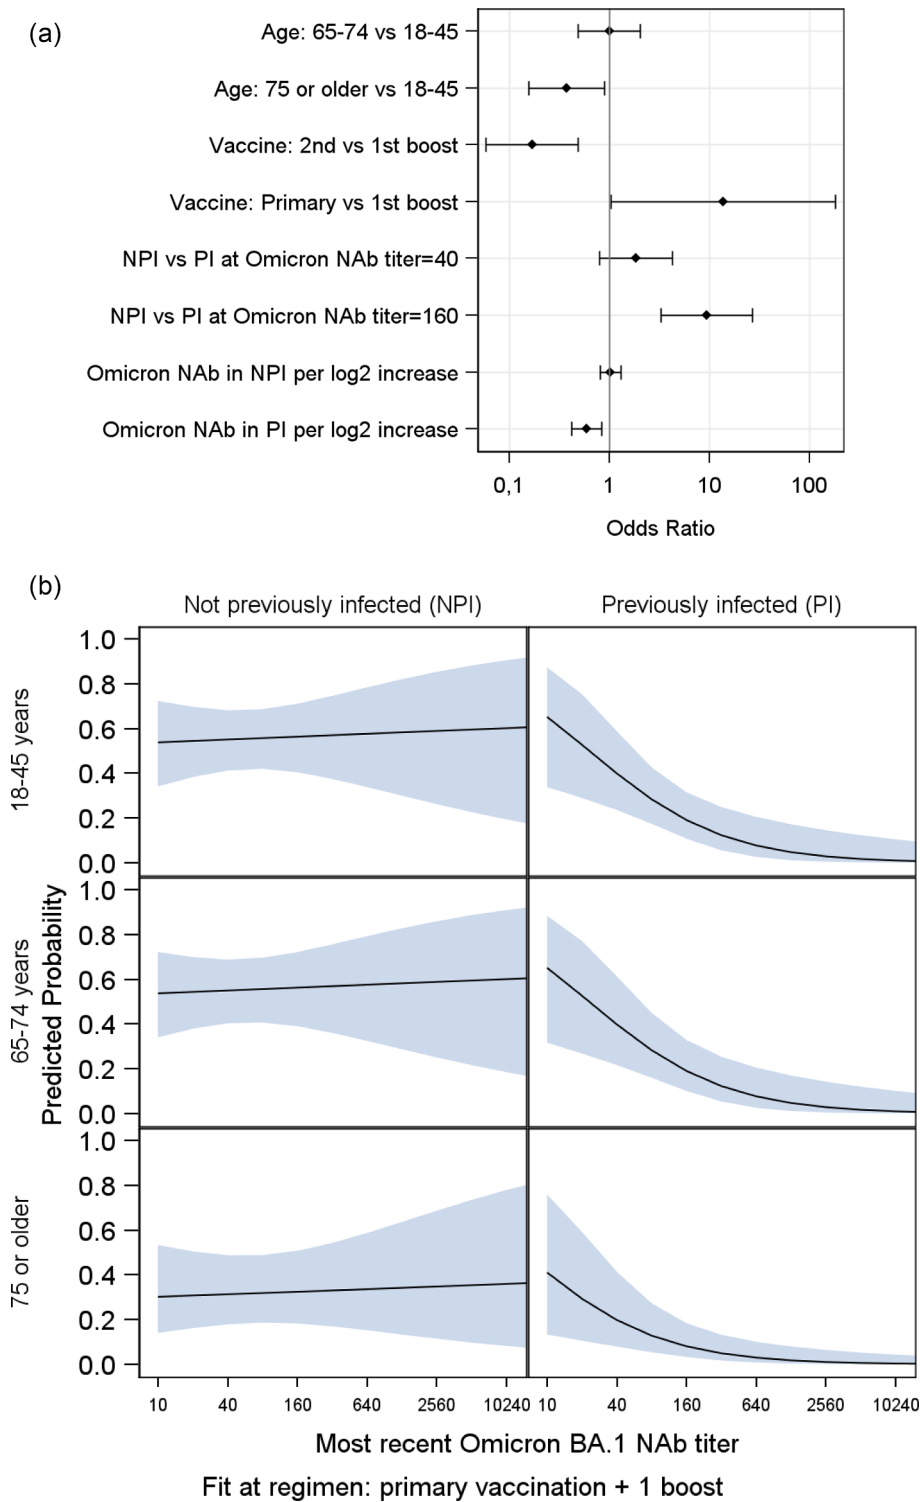 (a)
Age: 65-74 vs 18-45
Age: 75 or older vs 18-45
Vaccine: 2nd vs 1st boost
Vaccine: Primary vs 1st boost
NPI vs PI at Omicron NAb titer=40
NPI vs PI at Omicron NAb titer=160
Omicron NAb in NPI per log2 increase
Omicron NAb in PI per log2 increase
0,1 1 10 100
Odds Ratio
(b)
Not previously infected (NPI) Previously infected (PI)
18-45 years
1.0
0.8
0.6
0.4
0.2
0.0
Predicted Probability
65-74 years
1.0
0.8
0.6
0.4
0.2
0.0
75 or older
1.0
0.8
0.6
0.4
0.2
0.0
10 40 160 640 2560 10240 10 40 160 640 2560 10240
Most recent Omicron BA.1 NAb titer
Fit at regimen: primary vaccination + 1 boost